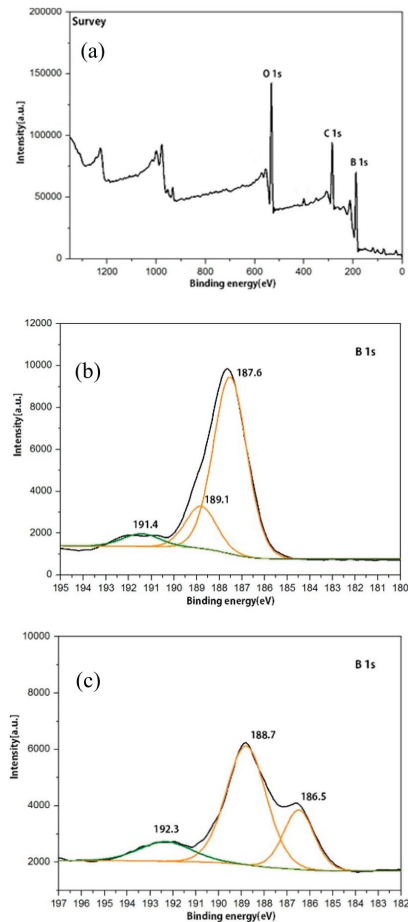 Survey
(a)
O 1s
C 1s
B 1s
200000
150000
100000
50000
0
Intensity[a.u.]
1200 1000 800 600 400 200 0
Binding energy(eV)
(b)
B 1s
187.6
189.1
191.4
12000
10000
8000
6000
4000
2000
0
Intensity[a.u.]
195 194 193 192 191 190 189 188 187 186 185 184 183 182 181 180
Binding energy(eV)
(c)
B 1s
188.7
186.5
192.3
10000
8000
6000
4000
2000
Intensity[a.u.]
197 196 195 194 193 192 191 190 189 188 187 186 185 184 183 182
Binding energy(eV)